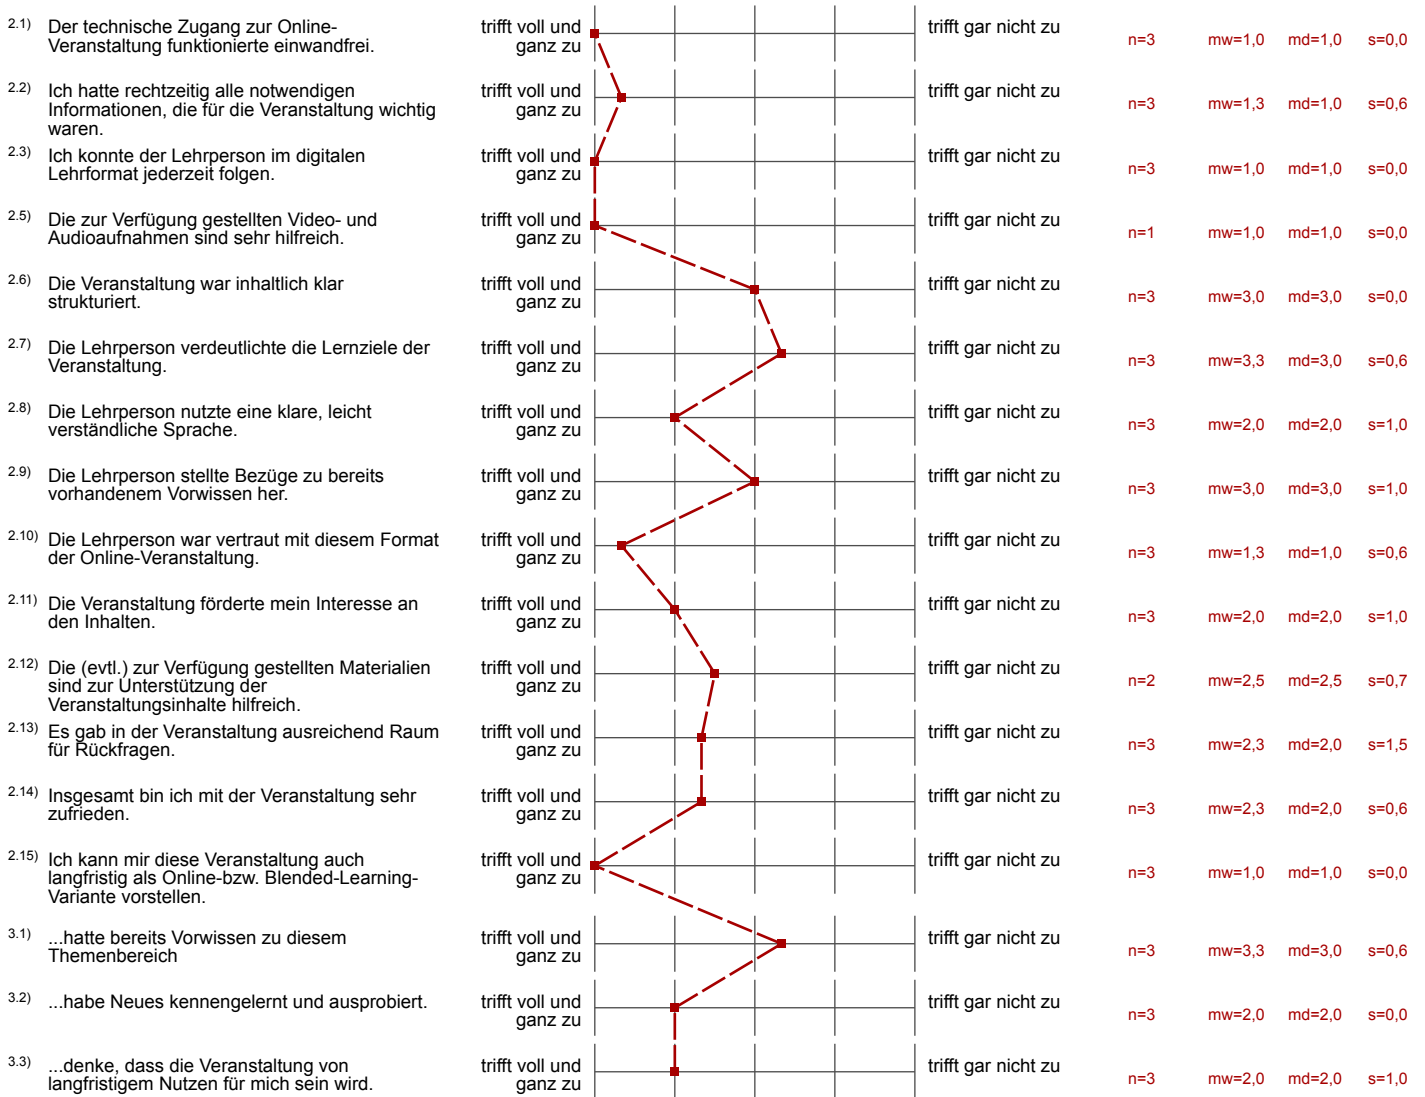 2.1) Der technische Zugang zur Online-
Veranstaltung funktionierte einwandfrei.
trifft voll und
ganz zu
trifft gar nicht zu
n=3 mw=1,0 md=1,0 s=0,0
2.2) Ich hatte rechtzeitig alle notwendigen
Informationen, die für die Veranstaltung wichtig
waren.
trifft voll und
ganz zu
trifft gar nicht zu
n=3 mw=1,3 md=1,0 s=0,6
2.3) Ich konnte der Lehrperson im digitalen
Lehrformat jederzeit folgen.
trifft voll und
ganz zu
trifft gar nicht zu
n=3 mw=1,0 md=1,0 s=0,0
2.5) Die zur Verfügung gestellten Video- und
Audioaufnahmen sind sehr hilfreich.
trifft voll und
ganz zu
trifft gar nicht zu
n=1 mw=1,0 md=1,0 s=0,0
2.6) Die Veranstaltung war inhaltlich klar
strukturiert.
trifft voll und
ganz zu
trifft gar nicht zu
n=3 mw=3,0 md=3,0 s=0,0
2.7) Die Lehrperson verdeutlichte die Lernziele der
Veranstaltung.
trifft voll und
ganz zu
trifft gar nicht zu
n=3 mw=3,3 md=3,0 s=0,6
2.8) Die Lehrperson nutzte eine klare, leicht
verständliche Sprache.
trifft voll und
ganz zu
trifft gar nicht zu
n=3 mw=2,0 md=2,0 s=1,0
2.9) Die Lehrperson stellte Bezüge zu bereits
vorhandenem Vorwissen her.
trifft voll und
ganz zu
trifft gar nicht zu
n=3 mw=3,0 md=3,0 s=1,0
2.10) Die Lehrperson war vertraut mit diesem Format
der Online-Veranstaltung.
trifft voll und
ganz zu
trifft gar nicht zu
n=3 mw=1,3 md=1,0 s=0,6
2.11) Die Veranstaltung förderte mein Interesse an
den Inhalten.
trifft voll und
ganz zu
trifft gar nicht zu
n=3 mw=2,0 md=2,0 s=1,0
2.12) Die (evtl.) zur Verfügung gestellten Materialien
sind zur Unterstützung der
Veranstaltungsinhalte hilfreich.
trifft voll und
ganz zu
trifft gar nicht zu
n=2 mw=2,5 md=2,5 s=0,7
2.13) Es gab in der Veranstaltung ausreichend Raum
für Rückfragen.
trifft voll und
ganz zu
trifft gar nicht zu
n=3 mw=2,3 md=2,0 s=1,5
2.14) Insgesamt bin ich mit der Veranstaltung sehr
zufrieden.
trifft voll und
ganz zu
trifft gar nicht zu
n=3 mw=2,3 md=2,0 s=0,6
2.15) Ich kann mir diese Veranstaltung auch
langfristig als Online-bzw. Blended-Learning-
Variante vorstellen.
trifft voll und
ganz zu
trifft gar nicht zu
n=3 mw=1,0 md=1,0 s=0,0
3.1) ...hatte bereits Vorwissen zu diesem
Themenbereich
trifft voll und
ganz zu
trifft gar nicht zu
n=3 mw=3,3 md=3,0 s=0,6
3.2) ...habe Neues kennengelernt und ausprobiert.
trifft voll und
ganz zu
trifft gar nicht zu
n=3 mw=2,0 md=2,0 s=0,0
3.3) ...denke, dass die Veranstaltung von
langfristigem Nutzen für mich sein wird.
trifft voll und
ganz zu
trifft gar nicht zu
n=3 mw=2,0 md=2,0 s=1,0